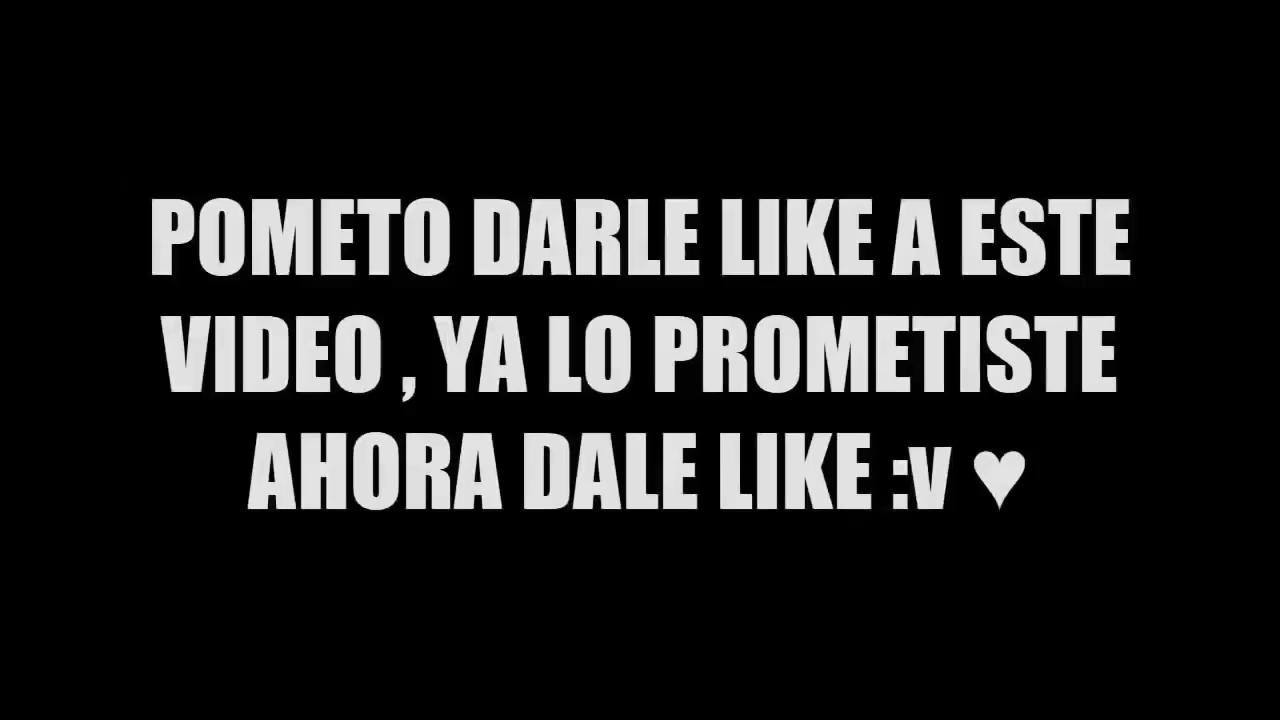 POMETO DARLE LIKE A ESTE
VIDEO , YA LO PROMETISTE
AHORA DALE LIKE :v ♥